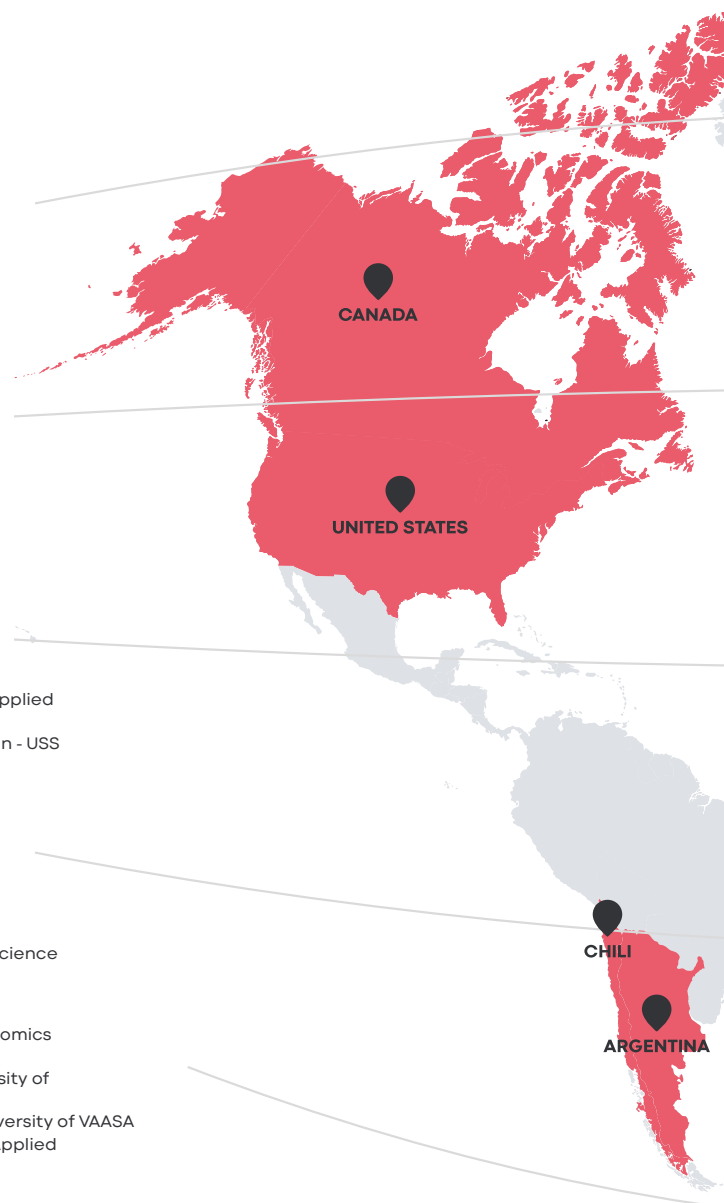 CANADA
UNITED STATES
pplied
n - USS
CHILI
cience
ARGENTINA
omics
sity of
versity of VAASA
pplied